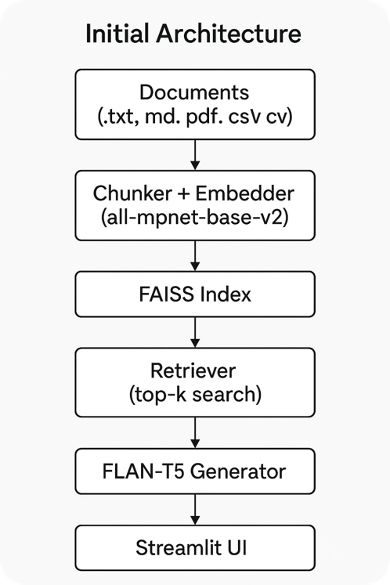 Initial Architecture
Documents
(.txt, md. pdf. csV cv)
Chunker + Embedder
(all-mpnet-base-v2)
FAISS Index
Retriever
(top-k search)
FLAN-T5 Generator
Streamlit UI